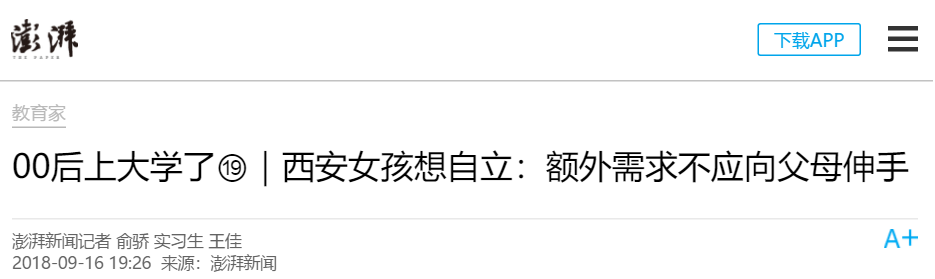 澎湃
THE PAPER
下载APP
教育家
00后上大学了⑲｜西安女孩想自立：额外需求不应向父母伸手
澎湃新闻记者 俞骄 实习生 王佳
A+
2018-09-16 19:26 来源：澎湃新闻